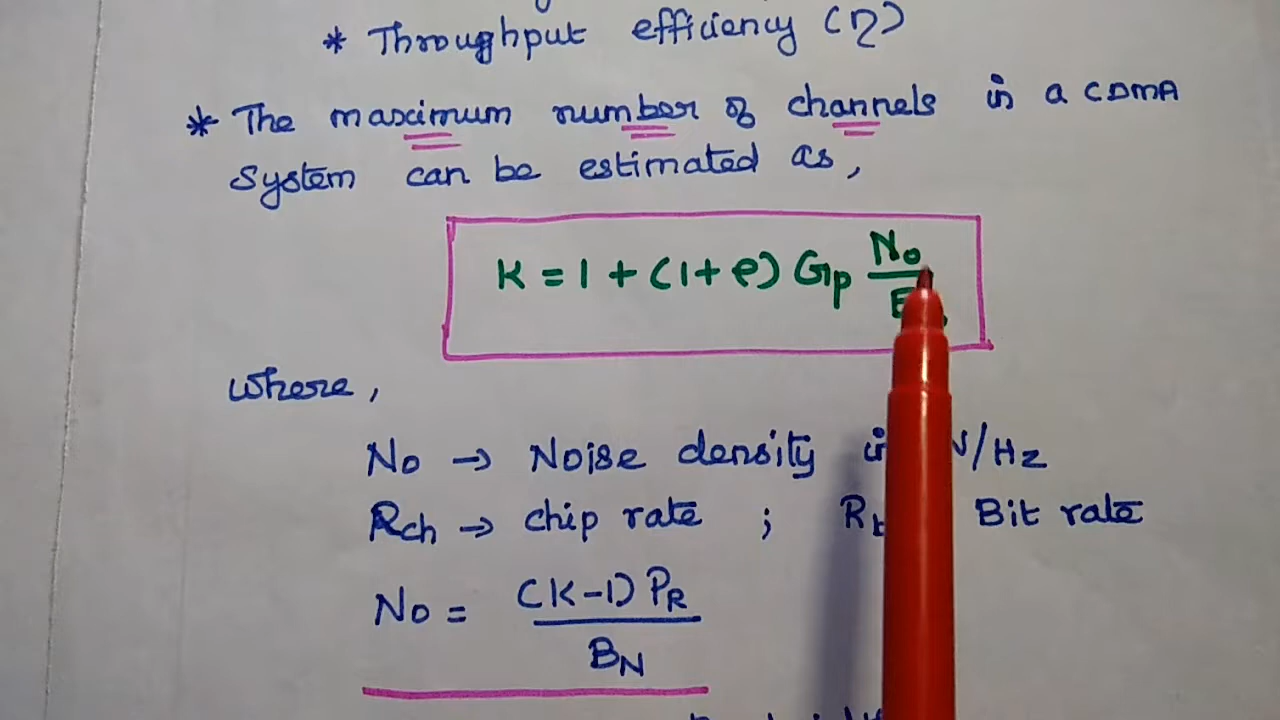 * Throughput efficiency (η)
* The maximum number of channels in a CDMA
System can be estimated as,
K = 1 + (1 + ρ) Gp No/E
where,
No → Noise density in /Hz
Rch → chip rate ; R Bit rate
No = (K-1) PR / BN